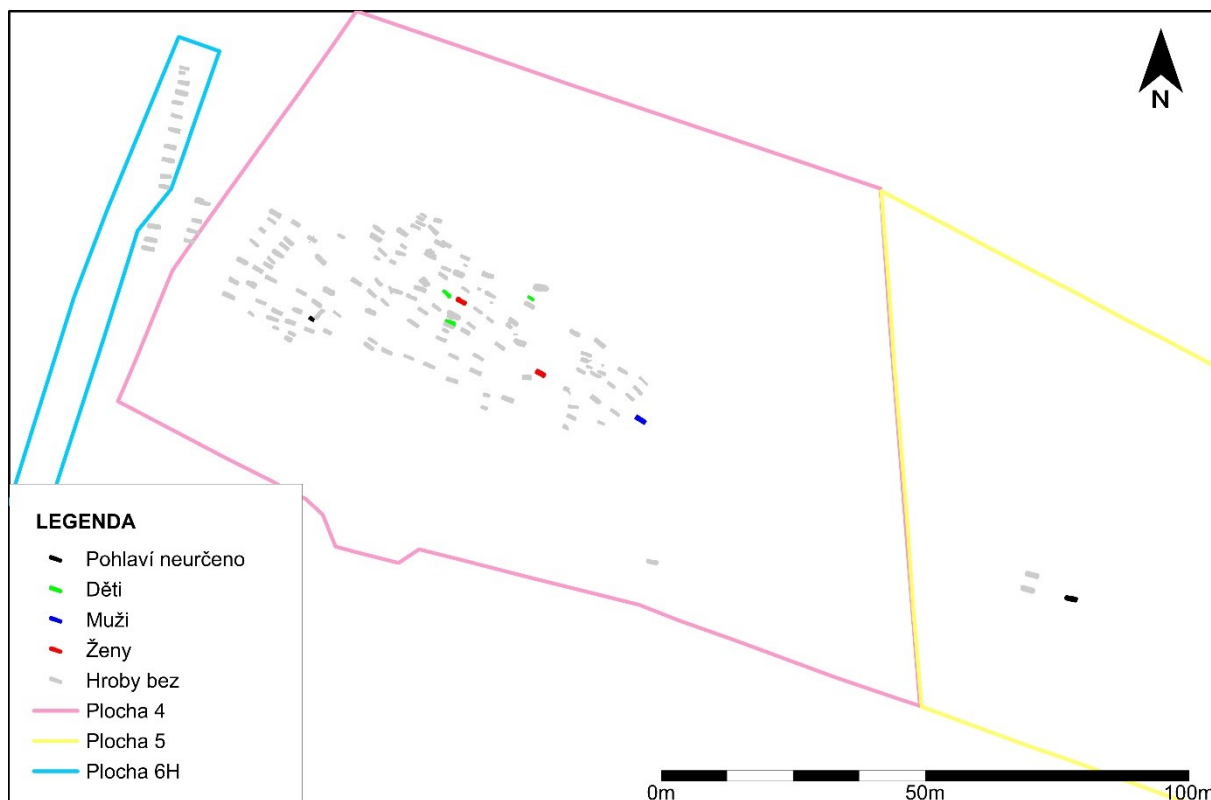 N
LEGENDA
Pohlaví neurčeno
Děti
Muži
Ženy
Hroby bez
Plocha 4
Plocha 5
Plocha 6H
0m 50m 100m